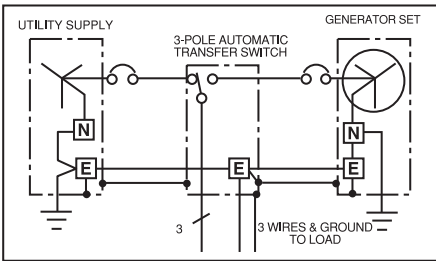 UTILITY SUPPLY
3-POLE AUTOMATIC
TRANSFER SWITCH
GENERATOR SET
N
N
E
E
E
3
3 WIRES & GROUND
TO LOAD